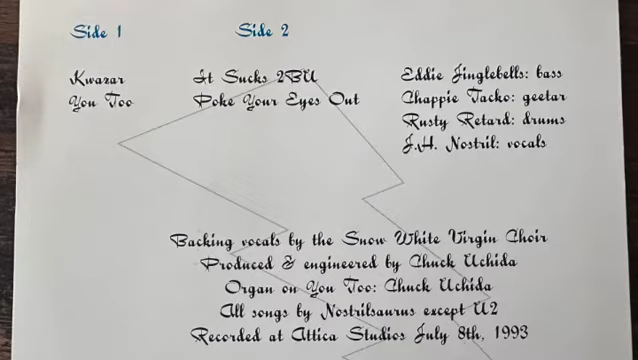 Side 1
Kwazar
You Too
Side 2
It Sucks 2BU
Poke Your Eyes Out
Eddie Jinglebells: bass
Chappie Tacko: geetar
Rusty Retard: drums
J.H. Nostril: vocals
Backing vocals by the Snow White Virgin Choir
Produced & engineered by Chuck Uchida
Organ on You Too: Chuck Uchida
All songs by Nostrilsaurus except U2
Recorded at Attica Studios July 8th, 1993